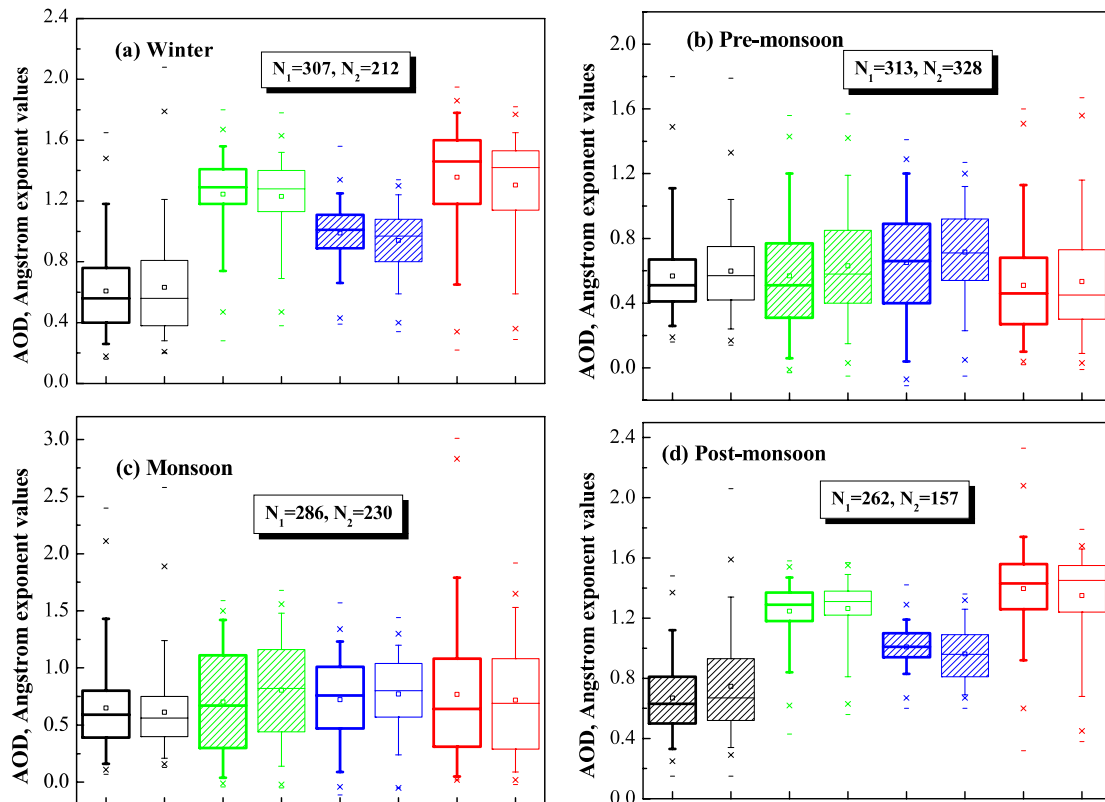 (a) Winter
N₁=307, N₂=212
AOD, Angstrom exponent values
2.4
2.0
1.6
1.2
0.8
0.4
0.0
(b) Pre-monsoon
N₁=313, N₂=328
AOD, Angstrom exponent values
2.0
1.6
1.2
0.8
0.4
0.0
(c) Monsoon
N₁=286, N₂=230
AOD, Angstrom exponent values
3.0
2.5
2.0
1.5
1.0
0.5
0.0
(d) Post-monsoon
N₁=262, N₂=157
AOD, Angstrom exponent values
2.4
2.0
1.6
1.2
0.8
0.4
0.0